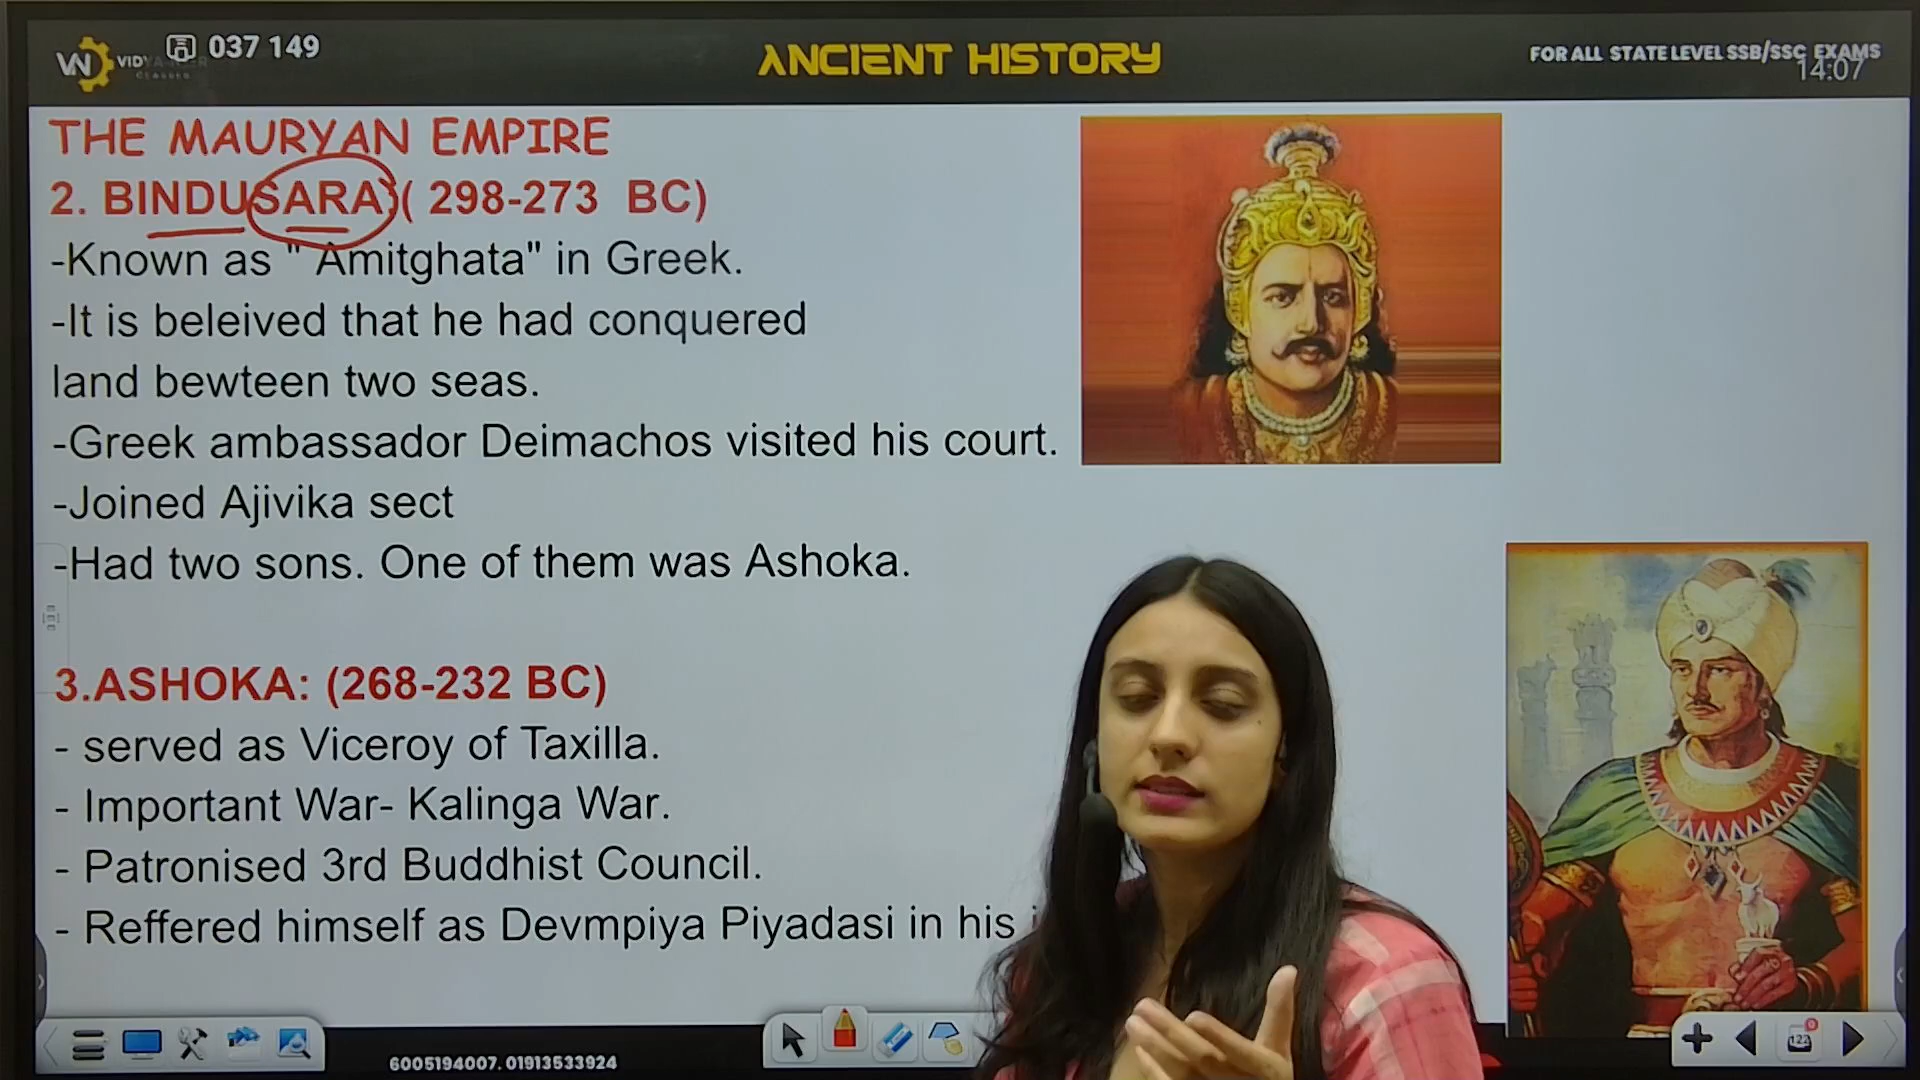 VN VIDYA
CLASSES
037 149
ANCIENT HISTORY
FOR ALL STATE LEVEL SSB/SSC EXAMS
14:07
THE MAURYAN EMPIRE
2. BINDUSARA:( 298-273 BC)
-Known as " Amitghata" in Greek.
-It is beleived that he had conquered
land bewteen two seas.
-Greek ambassador Deimachos visited his court.
-Joined Ajivika sect
-Had two sons. One of them was Ashoka.
3.ASHOKA: (268-232 BC)
- served as Viceroy of Taxilla.
- Important War- Kalinga War.
- Patronised 3rd Buddhist Council.
- Reffered himself as Devmpiya Piyadasi in his
6005194007, 01913533924
122